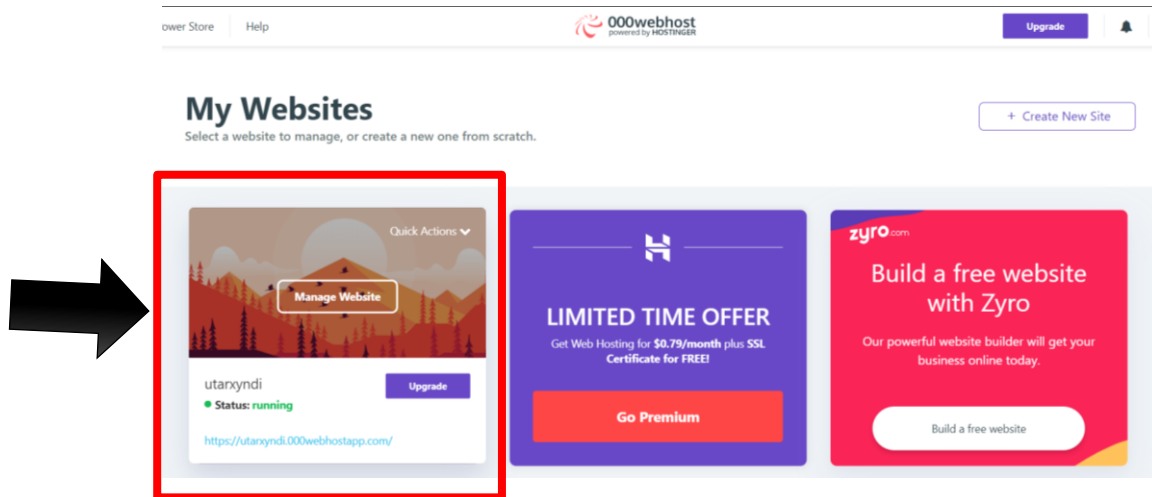 ower Store
Help
000webhost
powered by HOSTINGER
Upgrade
My Websites
Select a website to manage, or create a new one from scratch.
+ Create New Site
Quick Actions
Manage Website
utarxyndi
Upgrade
Status: running
https://utarxyndi.000webhostapp.com/
LIMITED TIME OFFER
Get Web Hosting for $0.79/month plus SSL
Certificate for FREE!
Go Premium
zyro.com
Build a free website
with Zyro
Our powerful website builder will get your
business online today.
Build a free website